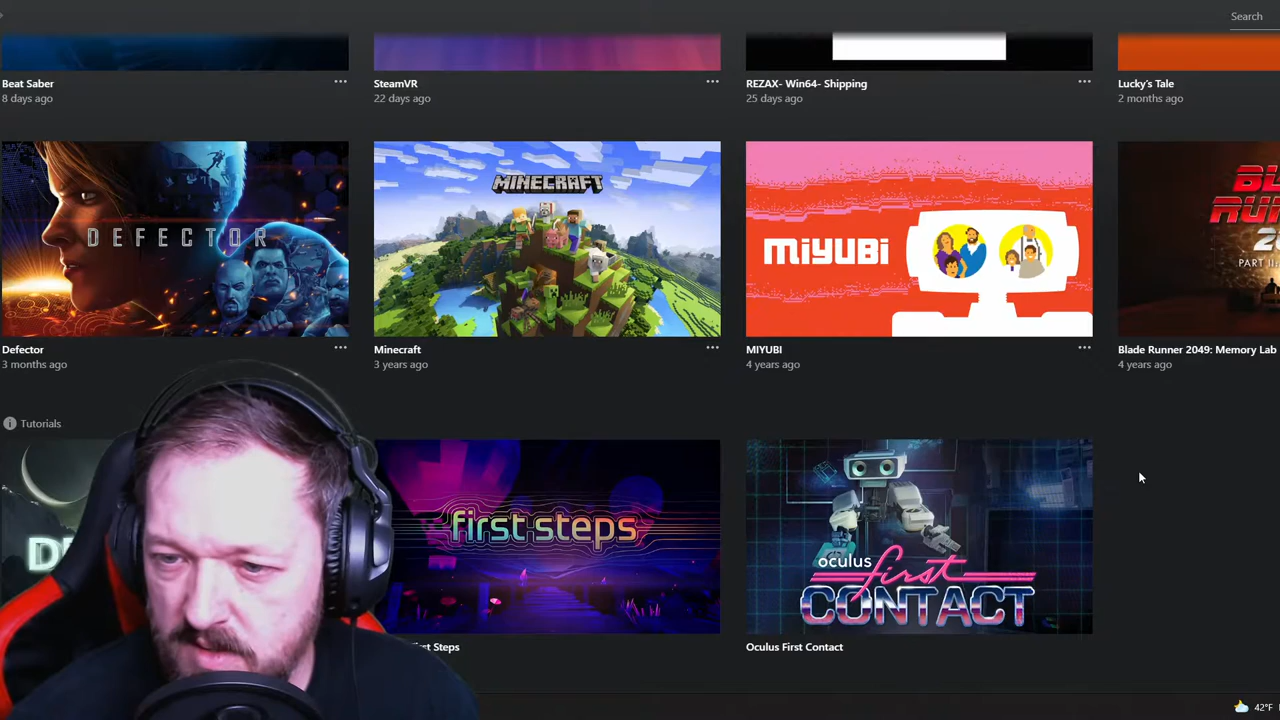 Search
Beat Saber
8 days ago
SteamVR
22 days ago
REZAX- Win64- Shipping
25 days ago
Lucky's Tale
2 months ago
DEFECTOR
MINECRAFT
MIYUBI
PART II:
Defector
3 months ago
Minecraft
3 years ago
MIYUBI
4 years ago
Blade Runner 2049: Memory Lab
4 years ago
Tutorials
first steps
oculus
first
CONTACT
Steps
Oculus First Contact
42°F